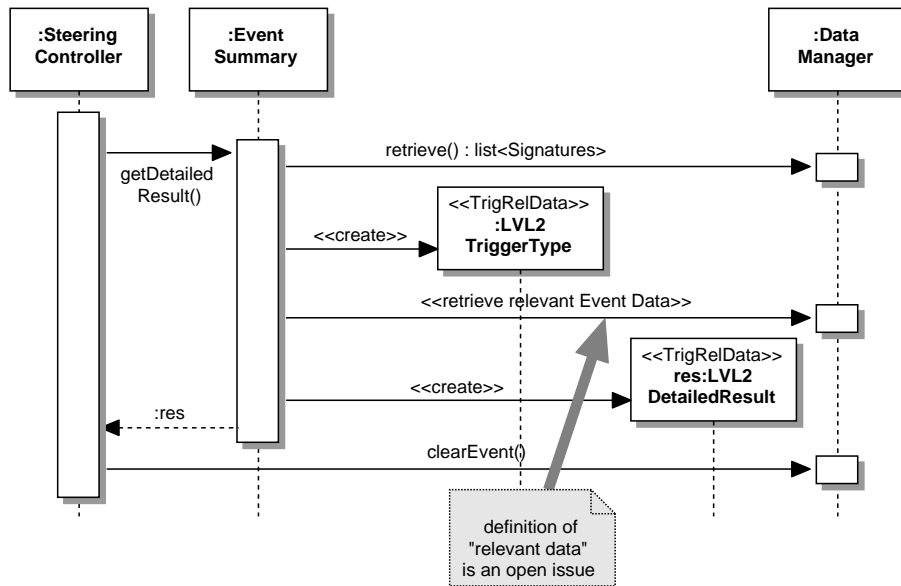 :Steering
Controller
:Event
Summary
:Data
Manager
getDetailed
Result()
retrieve() : list<Signatures>
<<TrigRelData>>
:LVL2
TriggerType
<<create>>
<<retrieve relevant Event Data>>
<<TrigRelData>>
res:LVL2
DetailedResult
<<create>>
:res
clearEvent()
definition of
"relevant data"
is an open issue